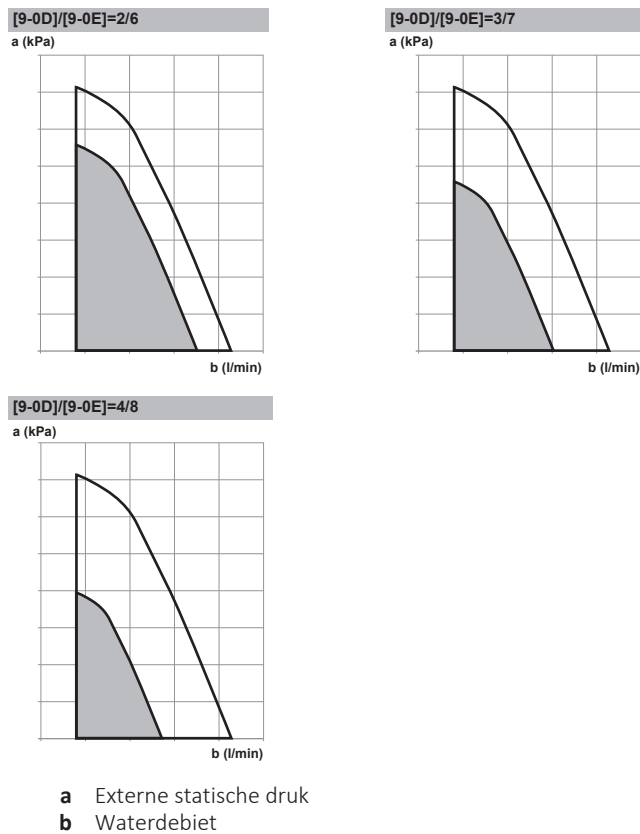 [9-0D]/[9-0E]=2/6
a (kPa)
b (l/min)
[9-0D]/[9-0E]=3/7
a (kPa)
b (l/min)
[9-0D]/[9-0E]=4/8
a (kPa)
b (l/min)
a Externe statische druk
b Waterdebiet